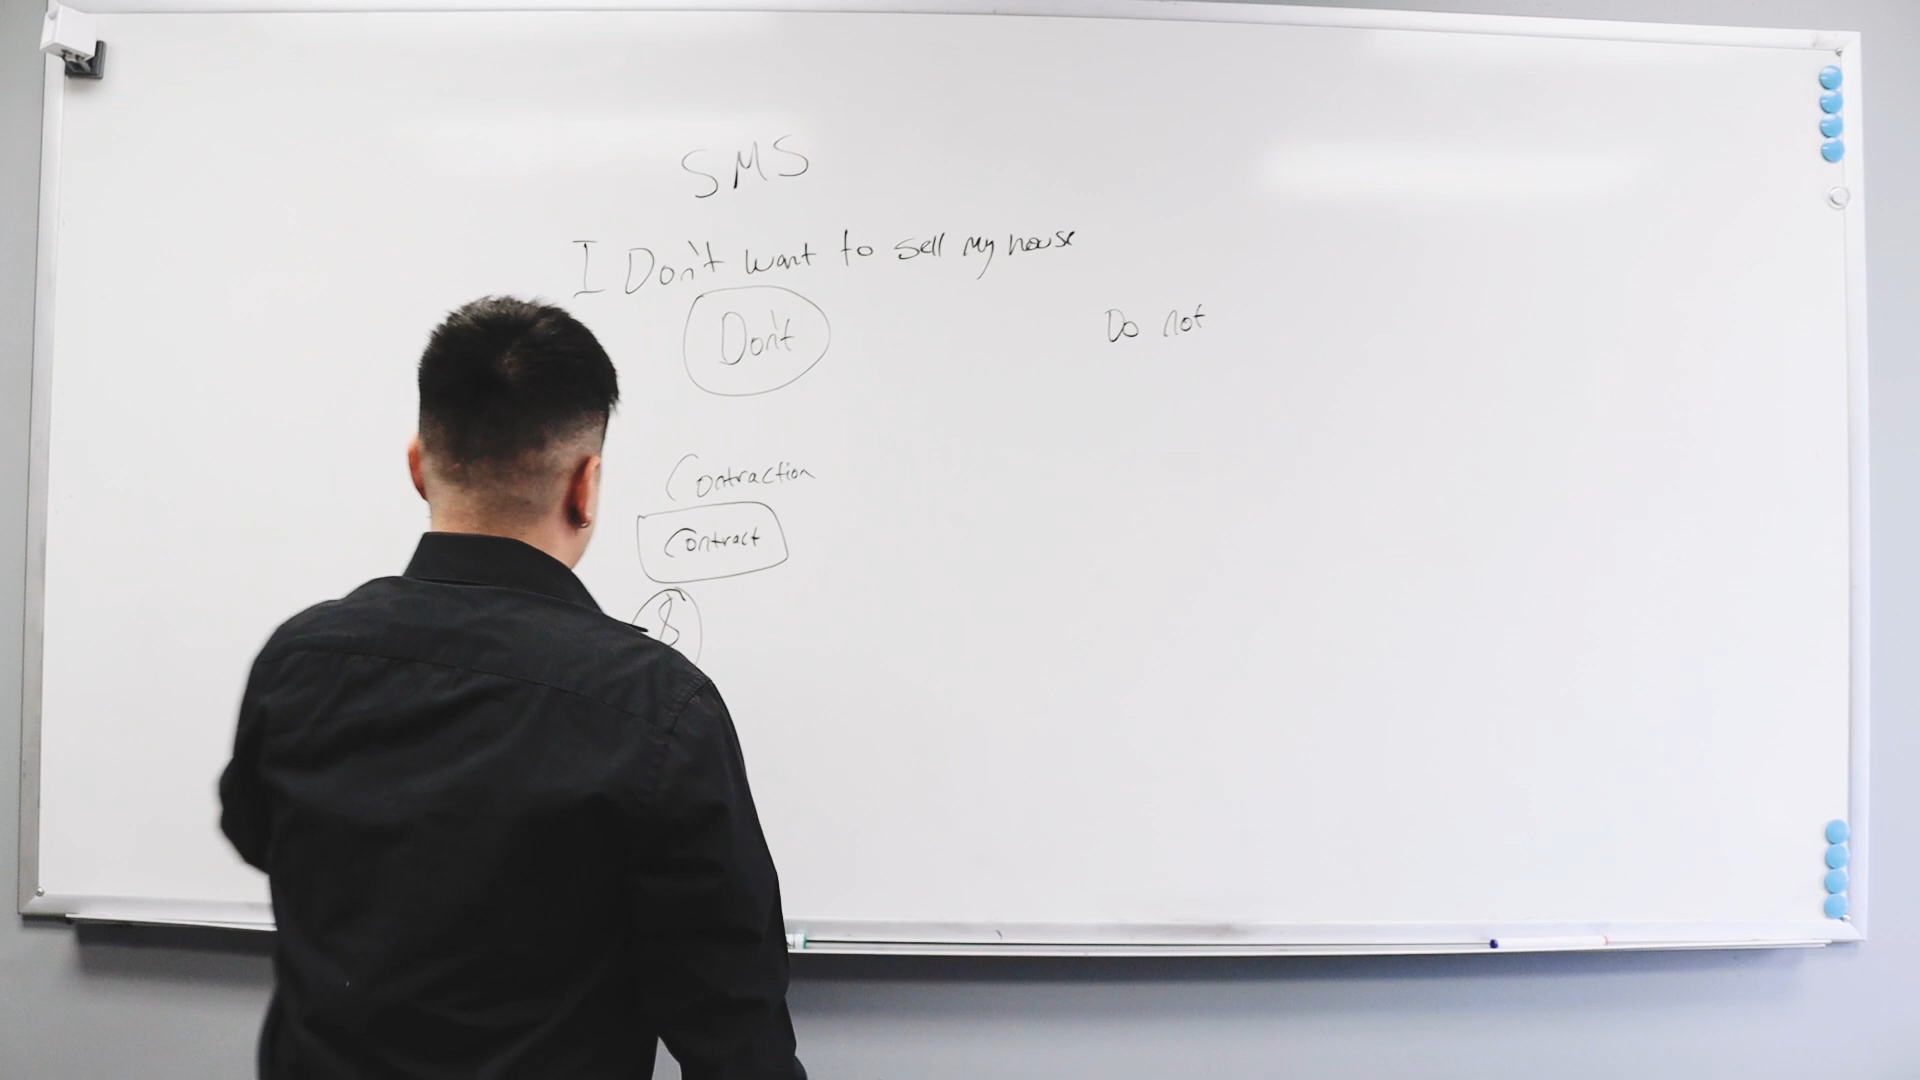 SMS
I Don't want to sell my house
Don't
Do not
Contraction
Contract
$